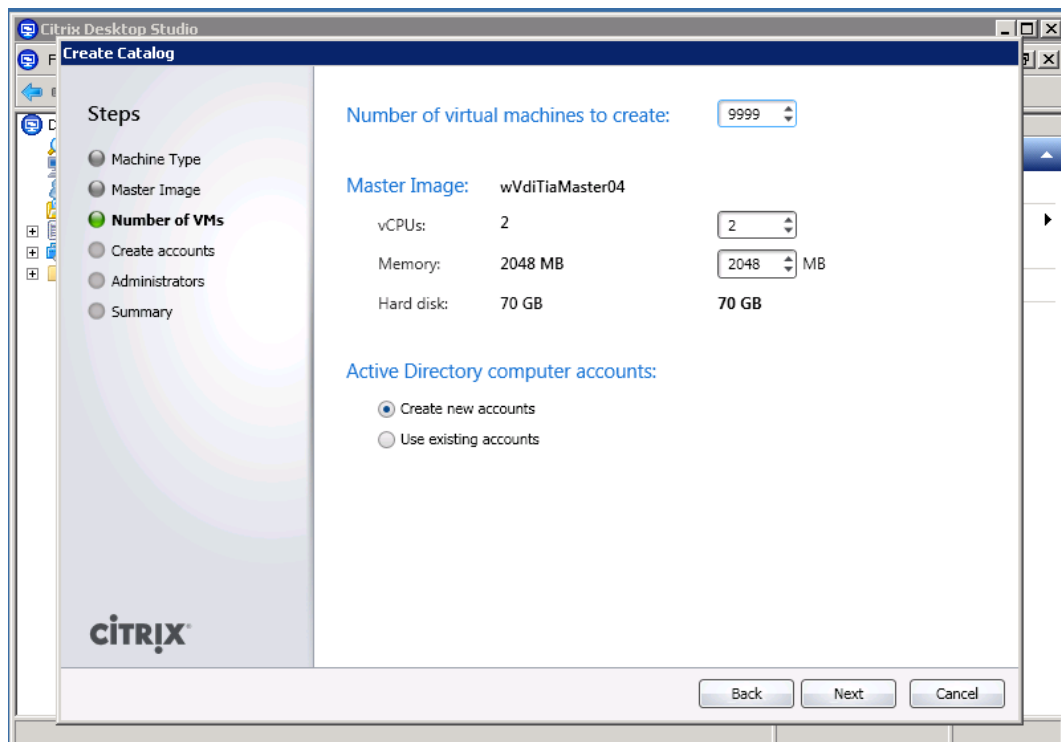 Citrix Desktop Studio
F
Create Catalog
Steps
Machine Type
Master Image
Number of VMs
Create accounts
Administrators
Summary
CİTRIX
Number of virtual machines to create: 9999
Master Image: wVdiTiaMaster04
vCPUs: 2 2
Memory: 2048 MB 2048 MB
Hard disk: 70 GB 70 GB
Active Directory computer accounts:
Create new accounts
Use existing accounts
Back Next Cancel